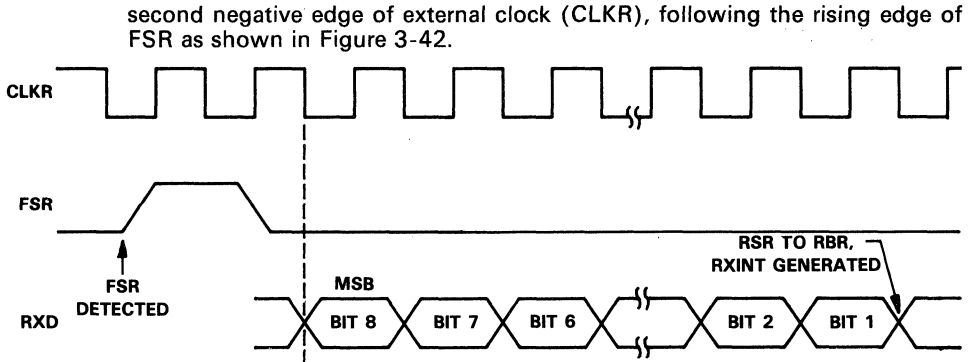 second negative edge of external clock (CLKR), following the rising edge of
FSR as shown in Figure 3-42.
CLKR
FSR
FSR
DETECTED
RSR TO RBR,
RXINT GENERATED
RXD
MSB
BIT 8
BIT 7
BIT 6
BIT 2
BIT 1